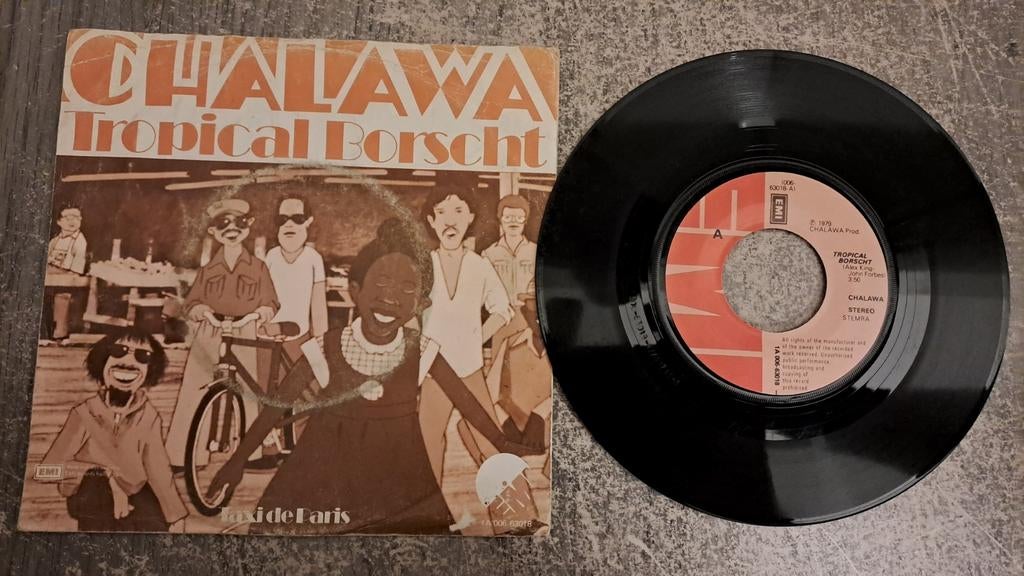 CHALAWA
Tropical Borscht
EMI
Taxi de Paris
1A 006-63018
(006-
63018-A)
EMI
A
℗ 1979
CHALAWA Prod.
TROPICAL
BORSCHT
(Alex King-
John Forbes)
3:50
CHALAWA
STEREO
STEMRA
All rights of the manufacturer and
of the owner of the recorded
work reserved. Unauthorised
public performance,
broadcasting and
copying of
this record
prohibited
1A 006-63018